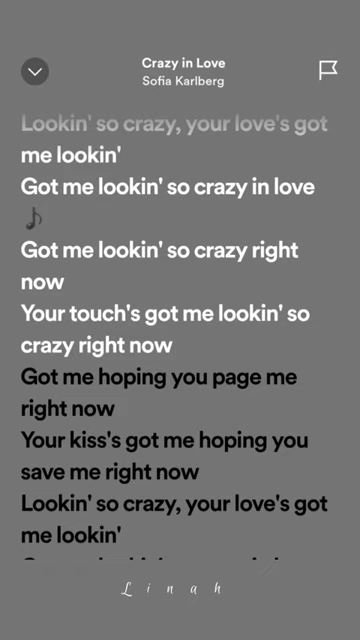 Crazy in Love
Sofia Karlberg
Lookin' so crazy, your love's got
me lookin'
Got me lookin' so crazy in love
Got me lookin' so crazy right
now
Your touch's got me lookin' so
crazy right now
Got me hoping you page me
right now
Your kiss's got me hoping you
save me right now
Lookin' so crazy, your love's got
me lookin'
Linah